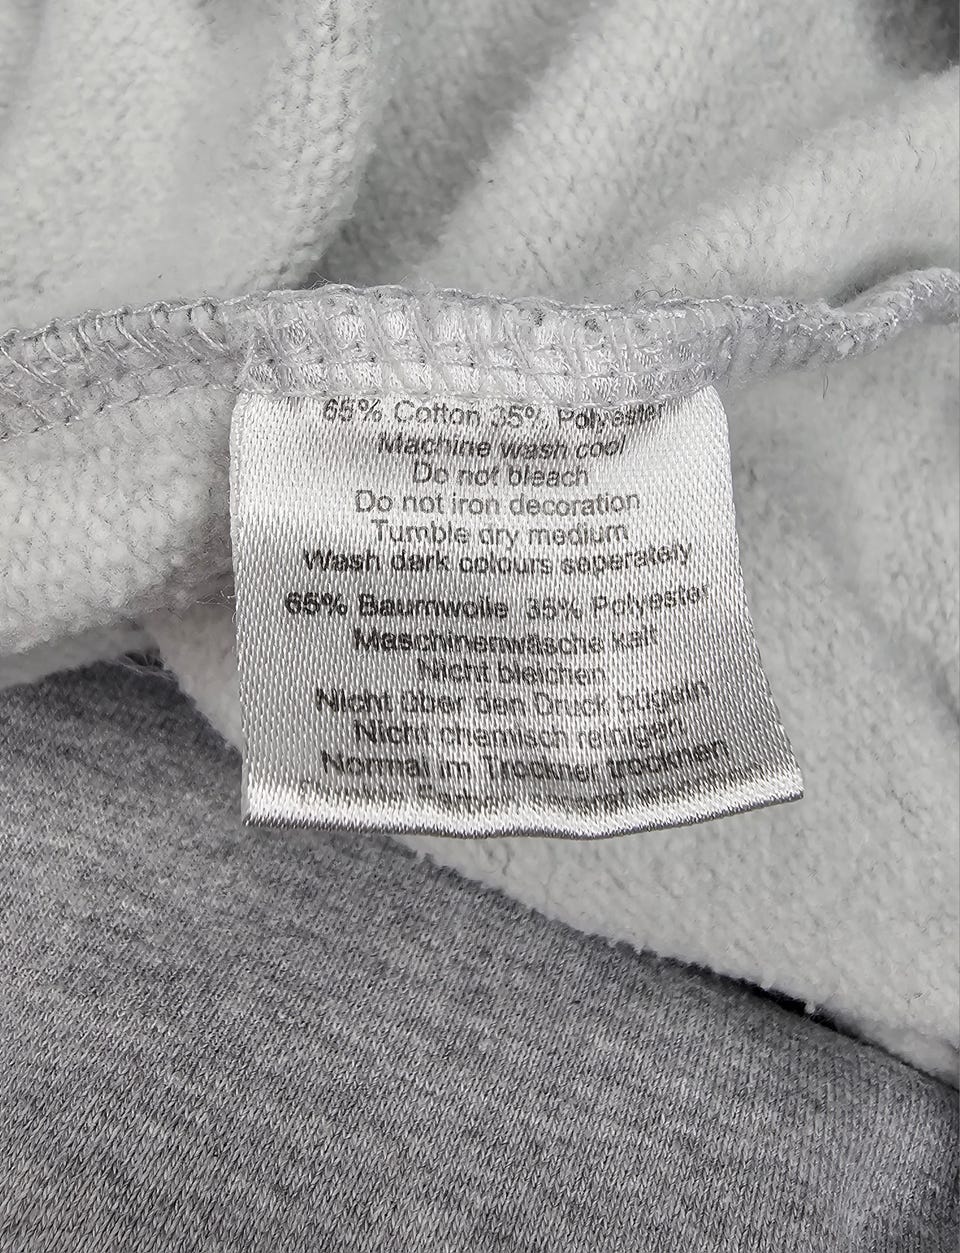 65% Cotton 35% Polyester
Machine wash cool
Do not bleach
Do not iron decoration
Tumble dry medium
Wash dark colours seperately
65% Baumwolle 35% Polyester
Maschinenwäsche kalt
Nicht bleichen
Nicht über den Druck bügeln
Nicht chemisch reinigen
Normal im Trockner trocknen